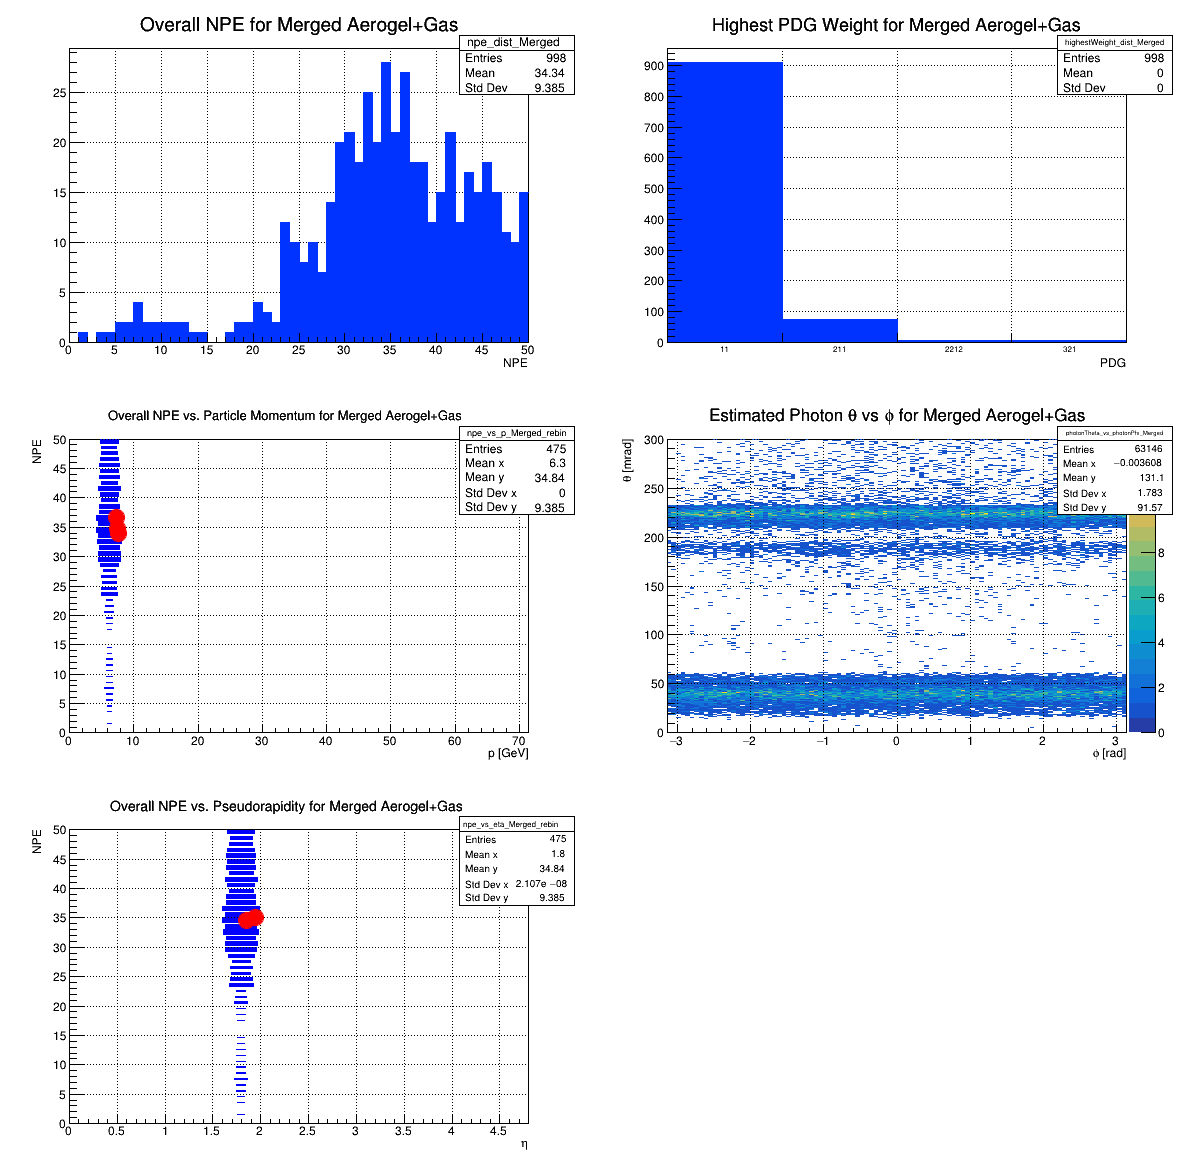 Overall NPE for Merged Aerogel+Gas
npe_dist_Merged
Entries 998
Mean 34.34
Std Dev 9.385
25
20
15
10
5
0
0 5 10 15 20 25 30 35 40 45 50
NPE
Highest PDG Weight for Merged Aerogel+Gas
highestWeight_dist_Merged
Entries 998
Mean 0
Std Dev 0
900
800
700
600
500
400
300
200
100
0
11 211 2212 321
PDG
Overall NPE vs. Particle Momentum for Merged Aerogel+Gas
npe_vs_p_Merged_rebin
Entries 475
Mean x 6.3
Mean y 34.84
Std Dev x 0
Std Dev y 9.385
NPE
50
45
40
35
30
25
20
15
10
5
0
0 10 20 30 40 50 60 70
p [GeV]
Estimated Photon θ vs ϕ for Merged Aerogel+Gas
photonTheta_vs_photonPhi_Merged
Entries 63146
Mean x −0.003608
Mean y 131.1
Std Dev x 1.783
Std Dev y 91.57
θ [mrad]
300
250
200
150
100
50
0
−3 −2 −1 0 1 2 3
ϕ [rad]
8
6
4
2
0
Overall NPE vs. Pseudorapidity for Merged Aerogel+Gas
npe_vs_eta_Merged_rebin
Entries 475
Mean x 1.8
Mean y 34.84
Std Dev x 2.107e −08
Std Dev y 9.385
NPE
50
45
40
35
30
25
20
15
10
5
0
0 0.5 1 1.5 2 2.5 3 3.5 4 4.5
η